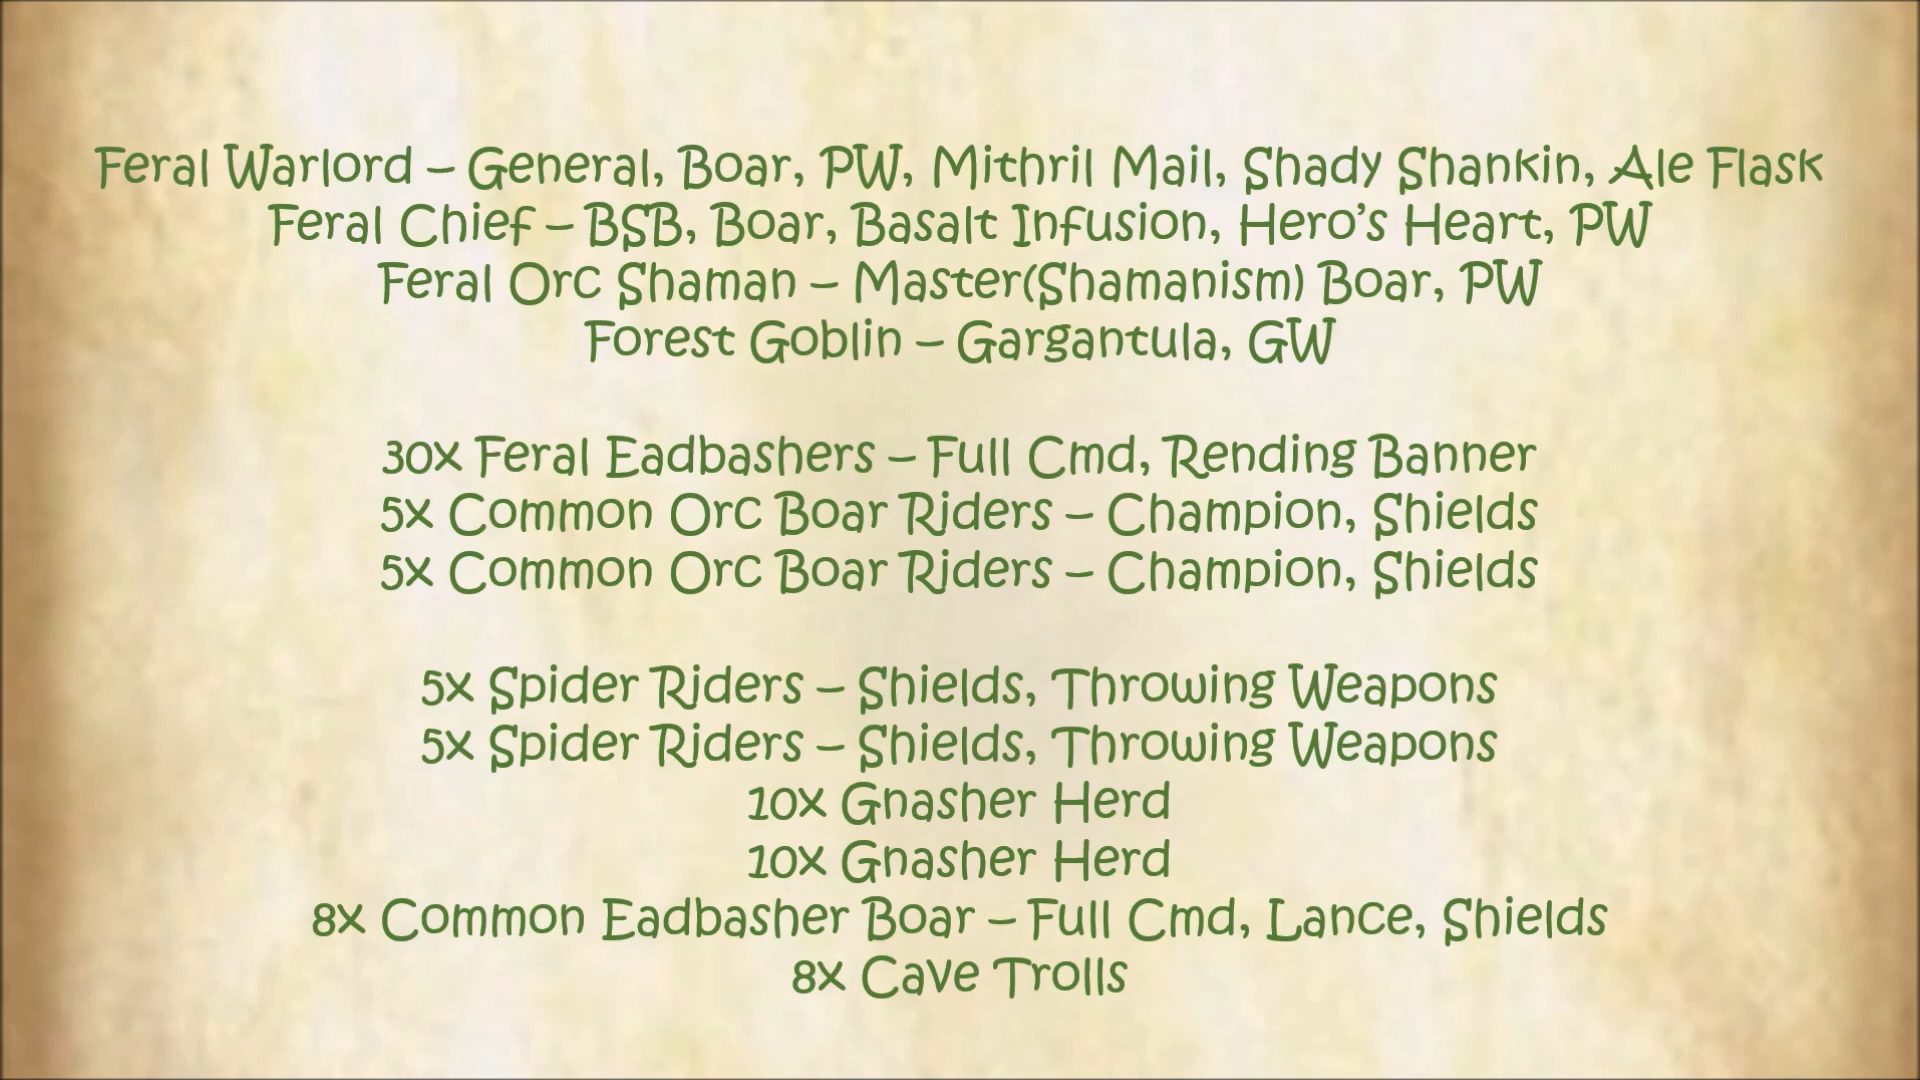 Feral Warlord – General, Boar, PW, Mithril Mail, Shady Shankin, Ale Flask
Feral Chief – BSB, Boar, Basalt Infusion, Hero’s Heart, PW
Feral Orc Shaman – Master(Shamanism) Boar, PW
Forest Goblin – Gargantula, GW
30x Feral Eadbashers – Full Cmd, Rending Banner
5x Common Orc Boar Riders – Champion, Shields
5x Common Orc Boar Riders – Champion, Shields
5x Spider Riders – Shields, Throwing Weapons
5x Spider Riders – Shields, Throwing Weapons
10x Gnasher Herd
10x Gnasher Herd
8x Common Eadbasher Boar – Full Cmd, Lance, Shields
8x Cave Trolls